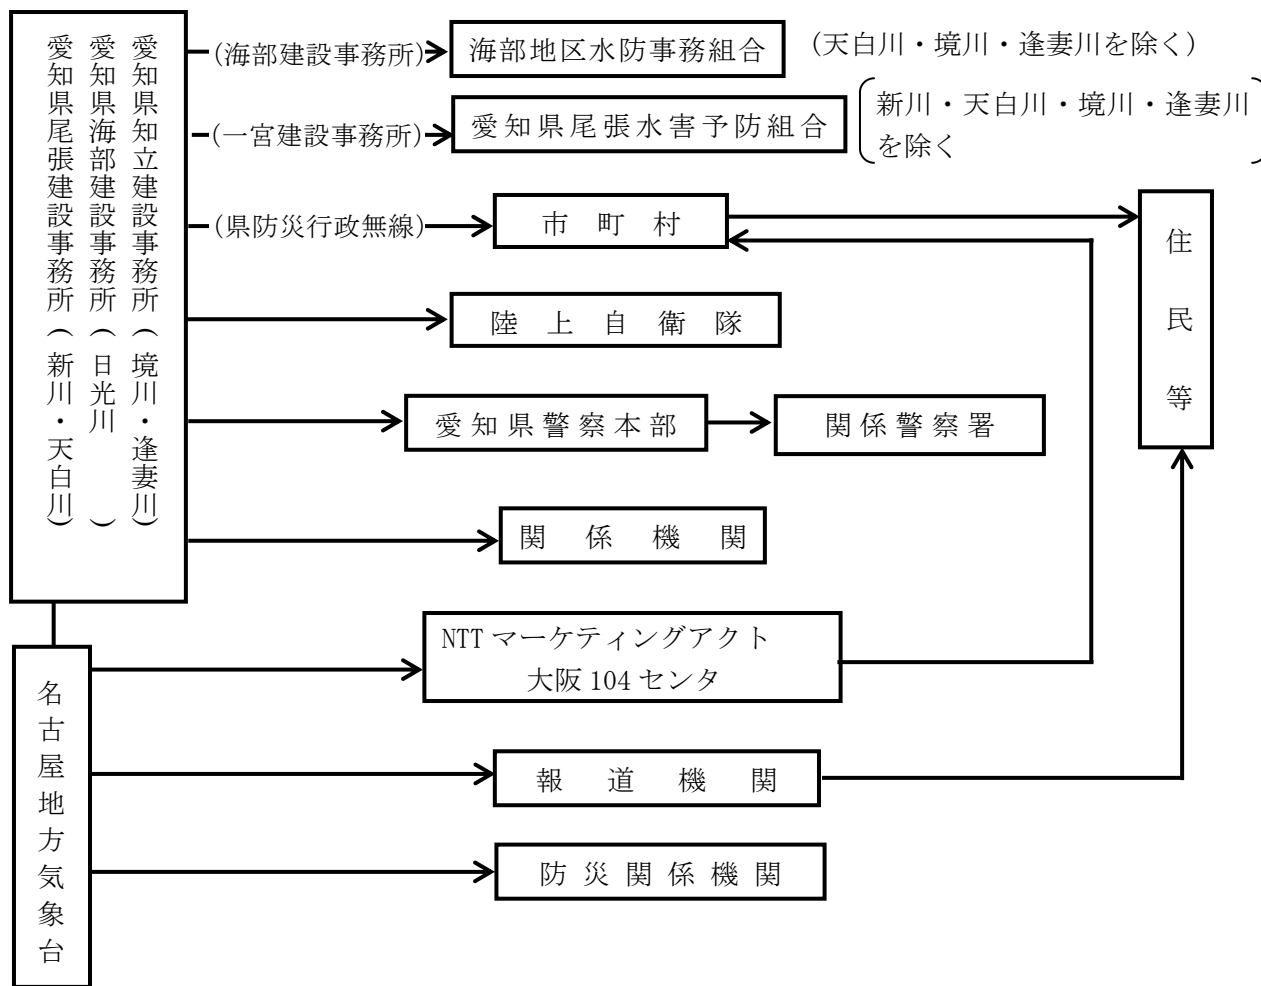 愛知県知立建設事務所(境川・逢妻川)
愛知県海部建設事務所(日光川)
愛知県尾張建設事務所(新川・天白川)
(海部建設事務所)
海部地区水防事務組合
(天白川・境川・逢妻川を除く)
(一宮建設事務所)
愛知県尾張水害予防組合
新川・天白川・境川・逢妻川
を除く
(県防災行政無線)
市町村
住民等
陸上自衛隊
愛知県警察本部
関係警察署
関係機関
NTTマーケティングアクト
大阪104センタ
名古屋地方気象台
報道機関
防災関係機関